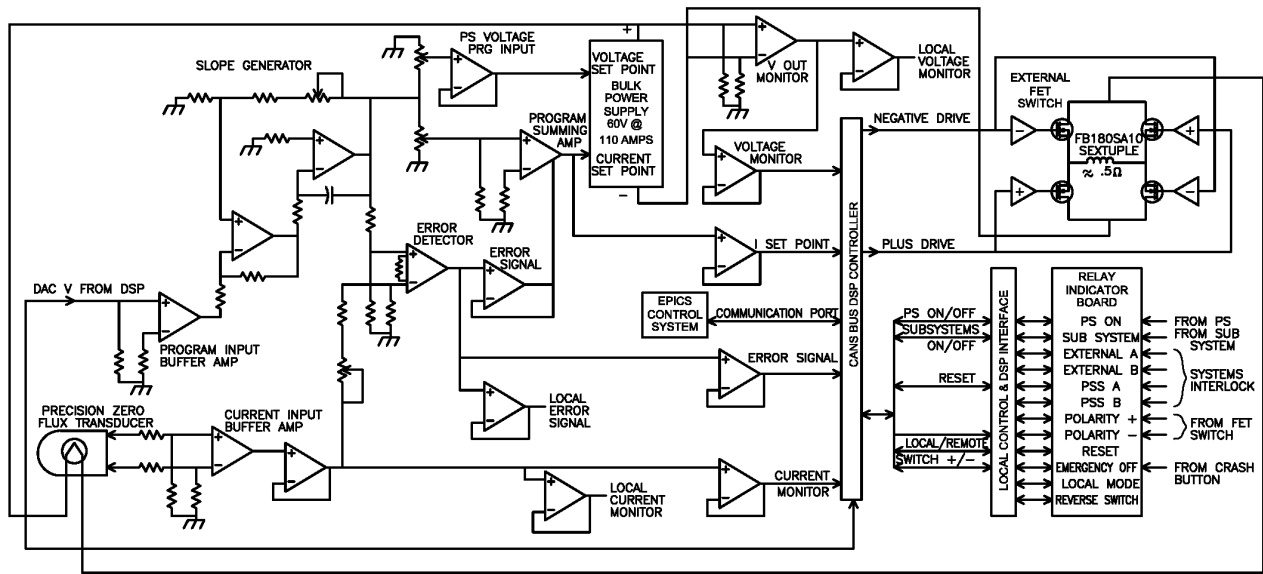 PS VOLTAGE
PRG INPUT
SLOPE GENERATOR
+
VOLTAGE
SET POINT
BULK
POWER
SUPPLY
60V @
110 AMPS
CURRENT
SET POINT
−
PROGRAM
SUMMING
AMP
V OUT
MONITOR
LOCAL
VOLTAGE
MONITOR
VOLTAGE
MONITOR
I SET POINT
EXTERNAL
FET
SWITCH
NEGATIVE DRIVE
FB180SA10
SEXTUPLE
≈ .5Ω
PLUS DRIVE
ERROR
DETECTOR
ERROR
SIGNAL
DAC V FROM DSP
PROGRAM INPUT
BUFFER AMP
EPICS
CONTROL
SYSTEM
COMMUNICATION PORT
CANS BUS DSP CONTROLLER
ERROR SIGNAL
LOCAL
ERROR
SIGNAL
PRECISION ZERO
FLUX TRANSDUCER
CURRENT INPUT
BUFFER AMP
LOCAL
CURRENT
MONITOR
CURRENT
MONITOR
PS ON/OFF
SUBSYSTEMS
ON/OFF
RESET
LOCAL/REMOTE
SWITCH +/−
LOCAL CONTROL & DSP INTERFACE
RELAY
INDICATOR
BOARD
PS ON
SUB SYSTEM
EXTERNAL A
EXTERNAL B
PSS A
PSS B
POLARITY +
POLARITY −
RESET
EMERGENCY OFF
LOCAL MODE
REVERSE SWITCH
FROM PS
FROM SUB
SYSTEM
SYSTEMS
INTERLOCK
FROM FET
SWITCH
FROM CRASH
BUTTON